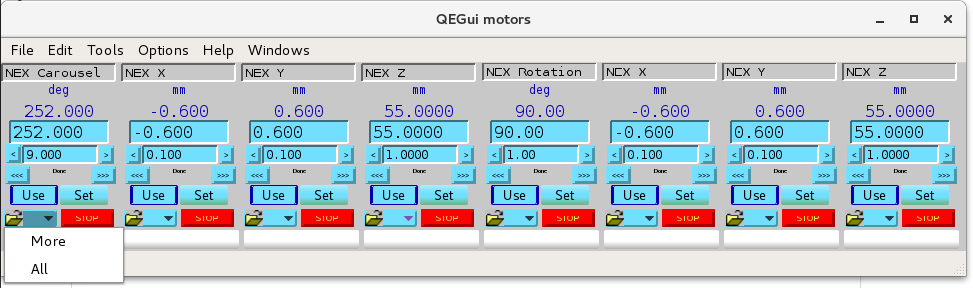 QEGui motors
File Edit Tools Options Help Windows
NEX Carousel NEX X NEX Y NEX Z NEX Rotation NEX X NEX Y NEX Z
deg mm mm mm deg mm mm mm
252.000 -0.600 0.600 55.0000 90.00 -0.600 0.600 55.0000
252.000 -0.600 0.600 55.0000 90.00 -0.600 0.600 55.0000
< 9.000 > < 0.100 > < 0.100 > < 1.0000 > < 1.00 > < 0.100 > < 0.100 > < 1.0000 >
<<< Done >>> <<< Done >>> <<< Done >>> <<< Done >>> <<< Done >>> <<< Done >>> <<< Done >>> <<< Done >>>
Use Set Use Set Use Set Use Set Use Set Use Set Use Set Use Set
STOP STOP STOP STOP STOP STOP STOP STOP
More
All